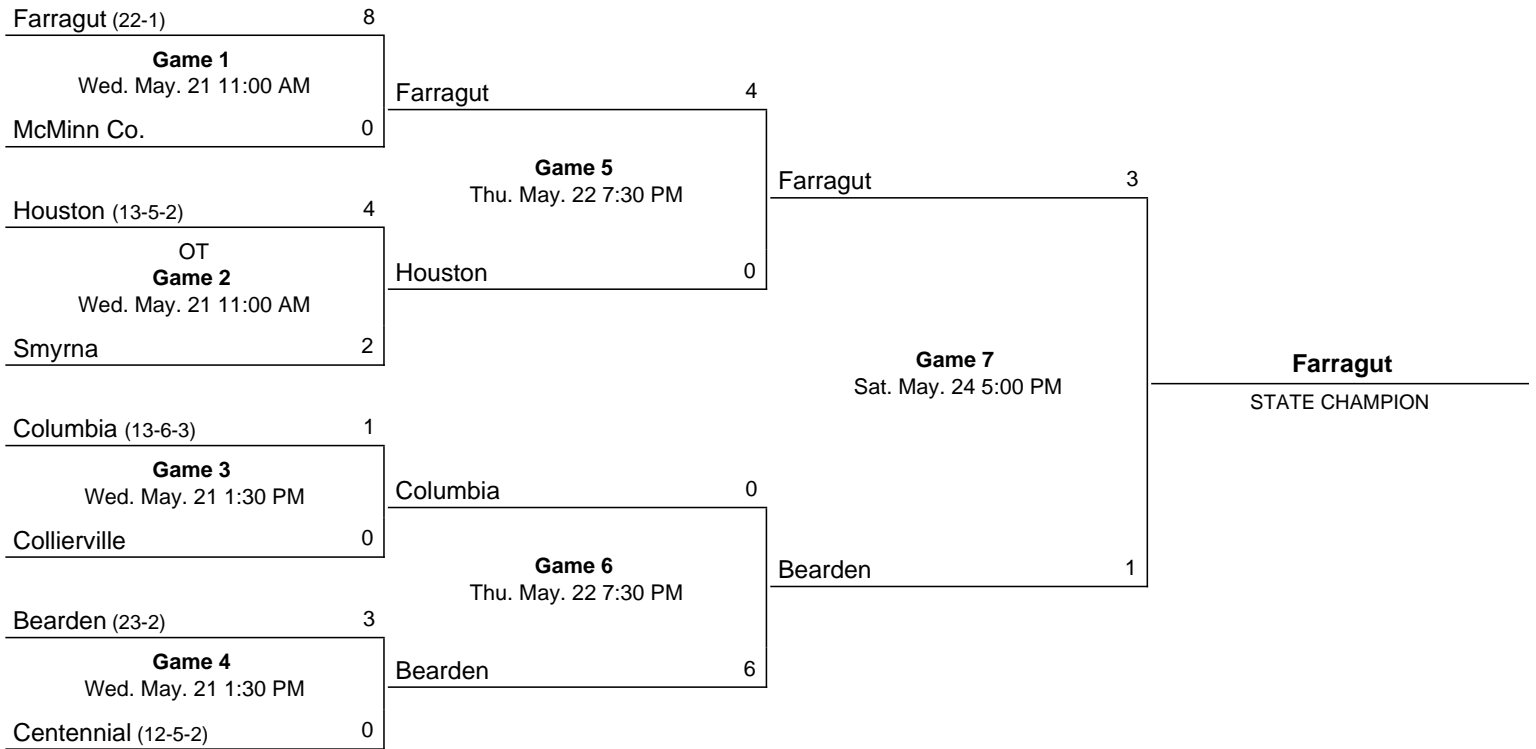 Farragut (22-1) 8
Game 1
Wed. May. 21 11:00 AM
McMinn Co. 0
Houston (13-5-2) 4
OT
Game 2
Wed. May. 21 11:00 AM
Smyrna 2
Columbia (13-6-3) 1
Game 3
Wed. May. 21 1:30 PM
Collierville 0
Bearden (23-2) 3
Game 4
Wed. May. 21 1:30 PM
Centennial (12-5-2) 0
Farragut 4
Game 5
Thu. May. 22 7:30 PM
Houston 0
Columbia 0
Game 6
Thu. May. 22 7:30 PM
Bearden 6
Farragut 3
Game 7
Sat. May. 24 5:00 PM
Bearden 1
Farragut
STATE CHAMPION